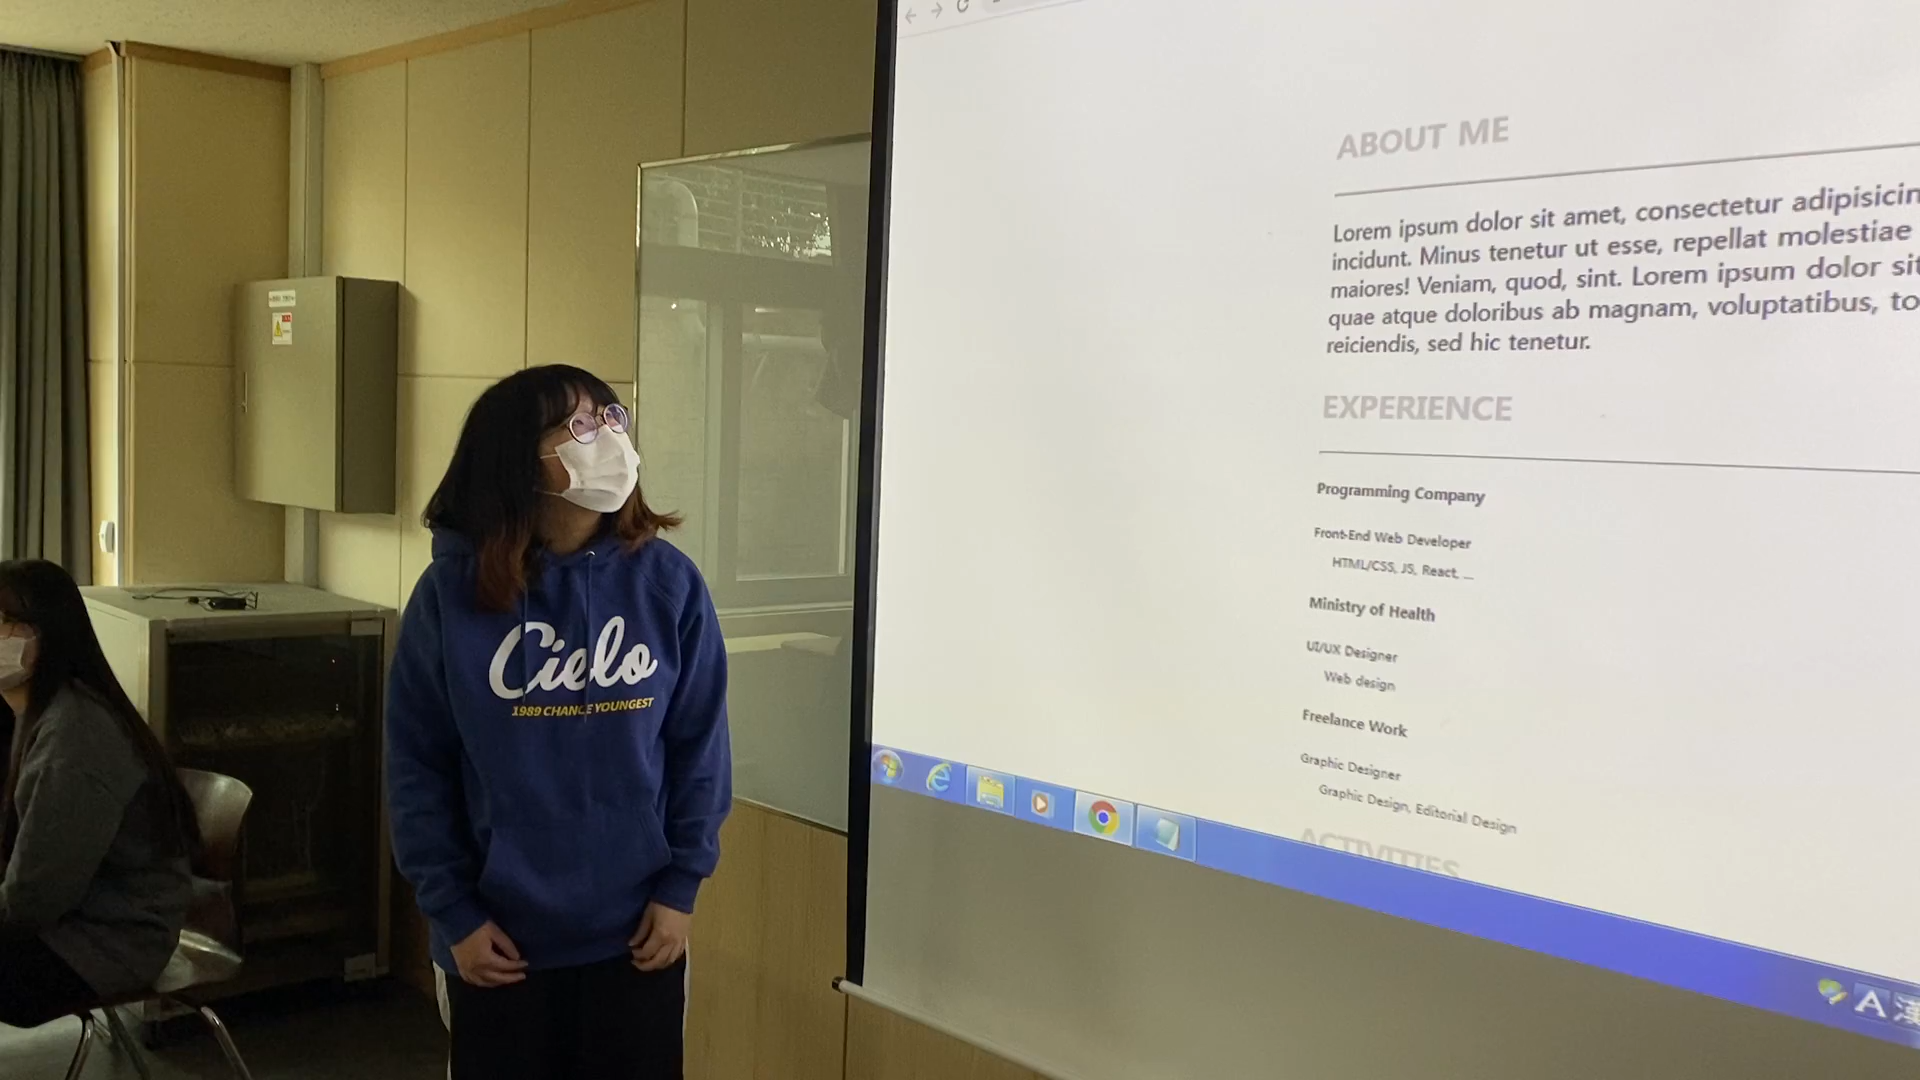 ABOUT ME
Lorem ipsum dolor sit amet, consectetur
incidunt. Minus tenetur ut esse, repellat molestiae
maiores! Veniam, quod, sint. Lorem ipsum dolor
quae atque doloribus ab magnam, voluptatibus,
reiciendis, sed hic tenetur.
EXPERIENCE
Programming Company
Front-End Web Developer
HTML/CSS, JS, React, ...
Ministry of Health
UI/UX Designer
Web design
Freelance Work
Graphic Designer
Graphic Design, Editorial Design
ACTIVITIES
A 漢
Cielo
1989 CHANCE YOUNGEST